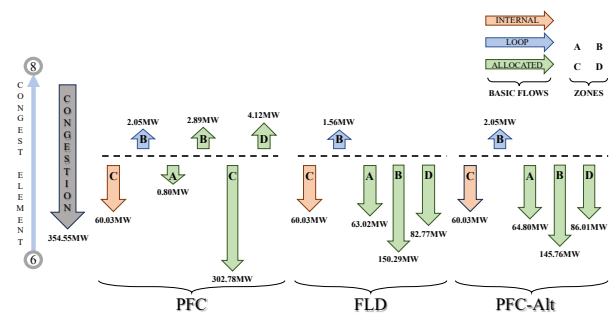 INTERNAL
LOOP
ALLOCATED
A B
C D
BASIC FLOWS
ZONES
8
CONGEST ELEMENT
6
CONGESTION
354.55MW
2.05MW
B
2.89MW
B
4.12MW
D
C
60.03MW
A
0.80MW
C
302.78MW
PFC
1.56MW
B
C
60.03MW
A
63.02MW
B
150.29MW
D
82.77MW
FLD
2.05MW
B
C
60.03MW
A
64.80MW
B
145.76MW
D
86.01MW
PFC-Alt